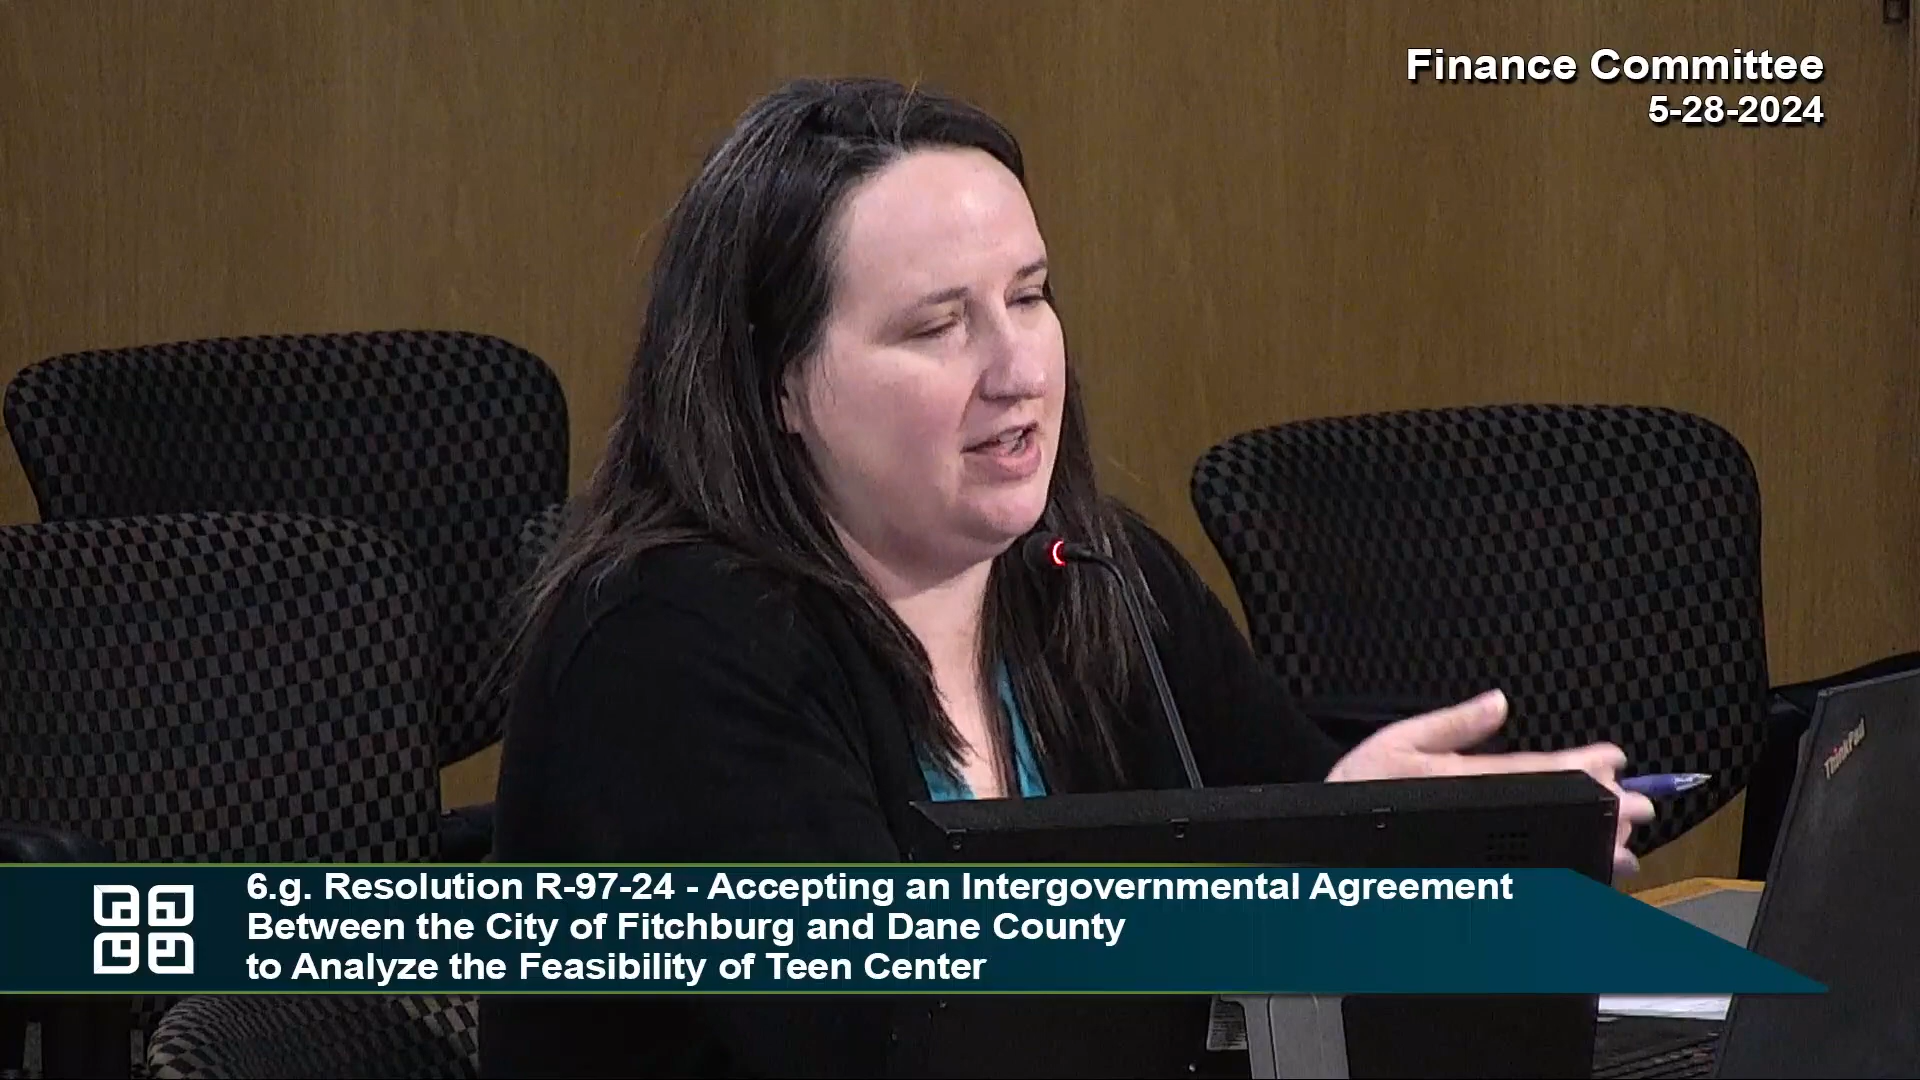 Finance Committee
5-28-2024
ThinkPad
6.g. Resolution R-97-24 - Accepting an Intergovernmental Agreement
Between the City of Fitchburg and Dane County
to Analyze the Feasibility of Teen Center